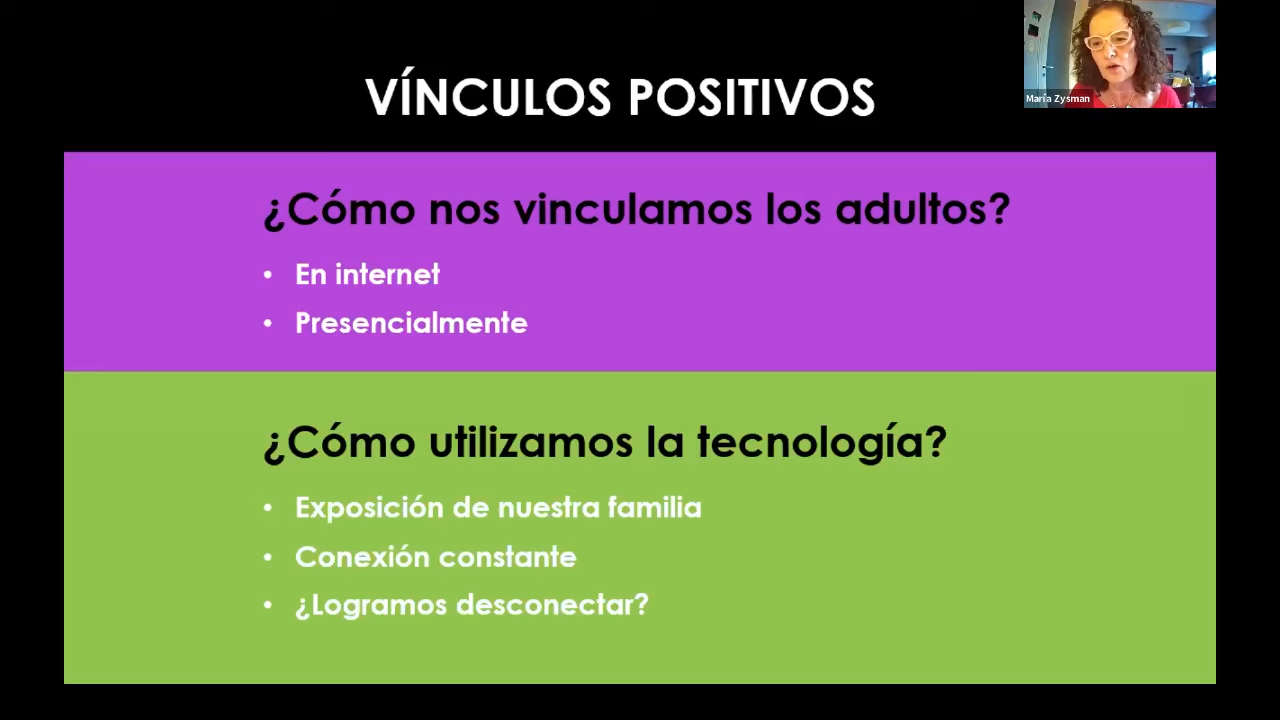 VÍNCULOS POSITIVOS
María Zysman
¿Cómo nos vinculamos los adultos?
• En internet
• Presencialmente
¿Cómo utilizamos la tecnología?
• Exposición de nuestra familia
• Conexión constante
• ¿Logramos desconectar?